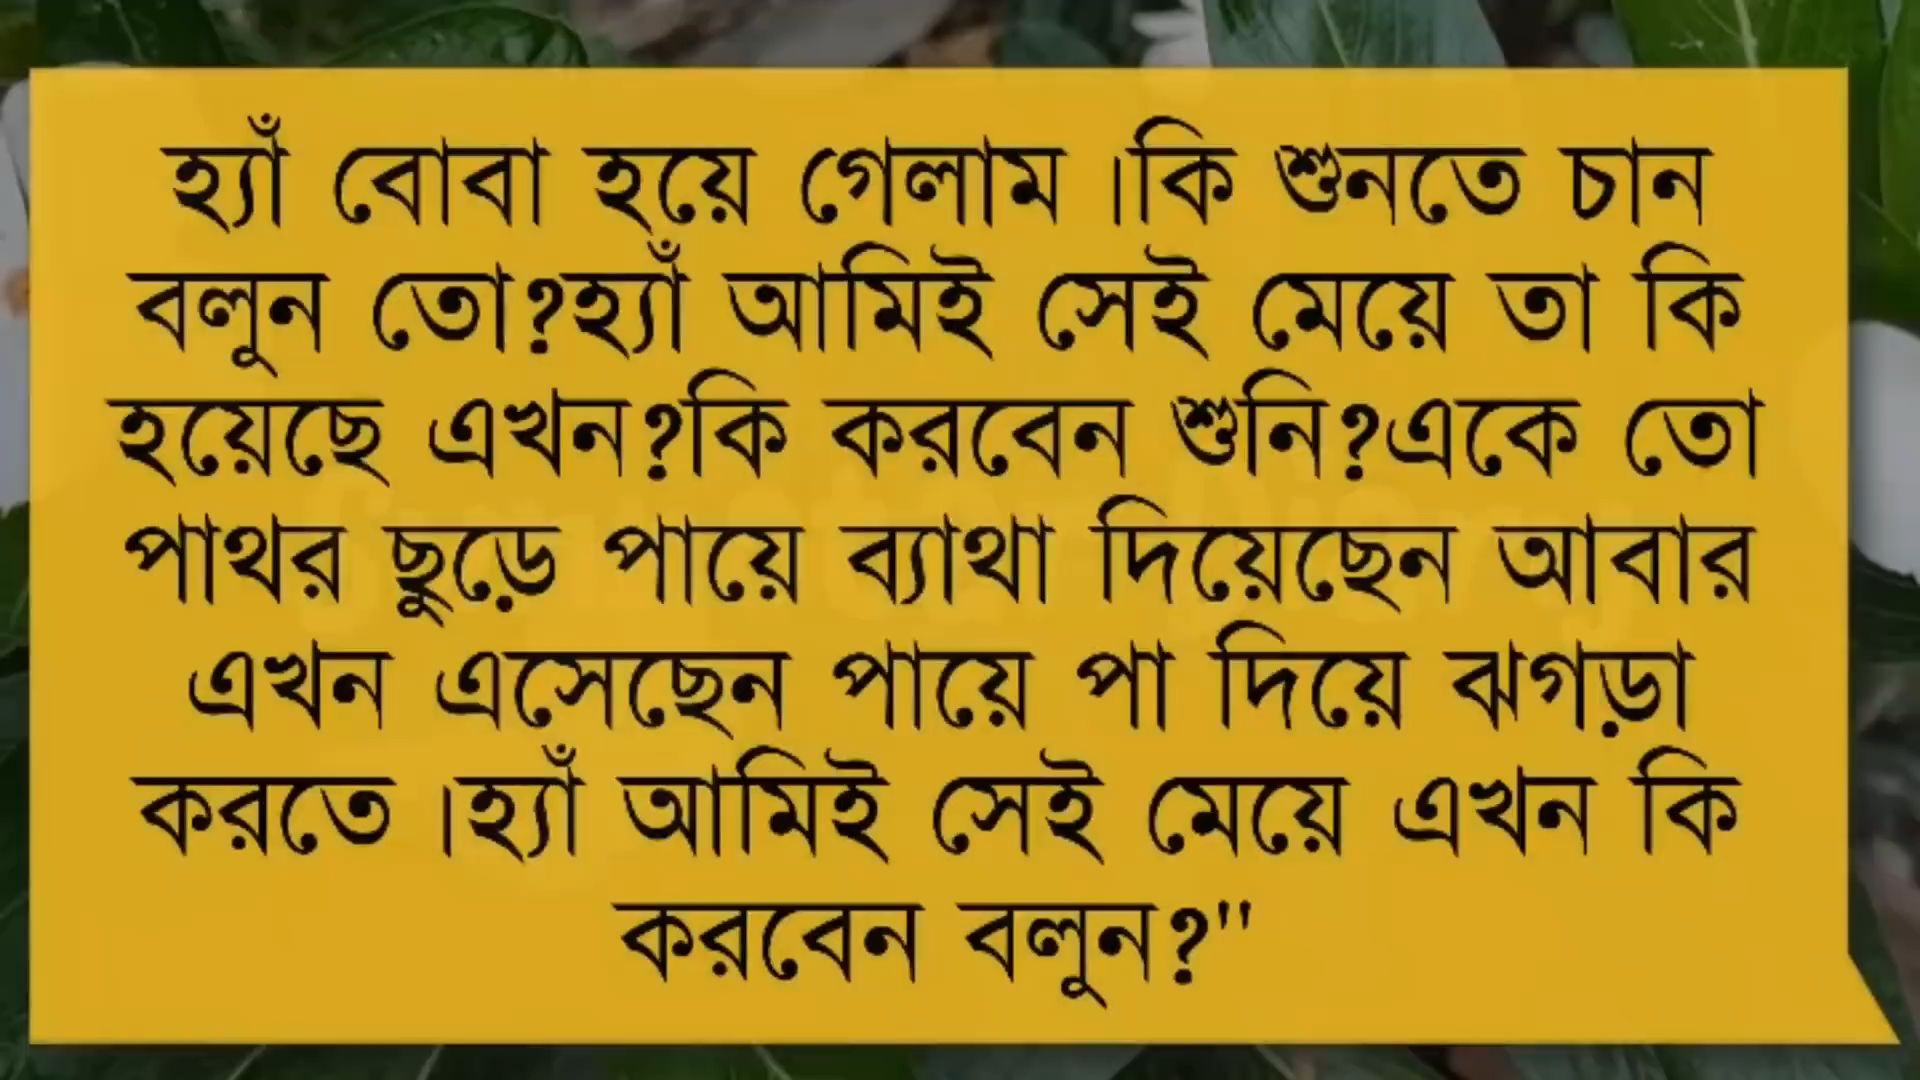 হ্যাঁ বোবা হয়ে গেলাম ।কি শুনতে চান
বলুন তো?হ্যাঁ আমিই সেই মেয়ে তা কি
হয়েছে এখন?কি করবেন শুনি?একে তো
পাথর ছুড়ে পায়ে ব্যাথা দিয়েছেন আবার
এখন এসেছেন পায়ে পা দিয়ে ঝগড়া
করতে ।হ্যাঁ আমিই সেই মেয়ে এখন কি
করবেন বলুন?"